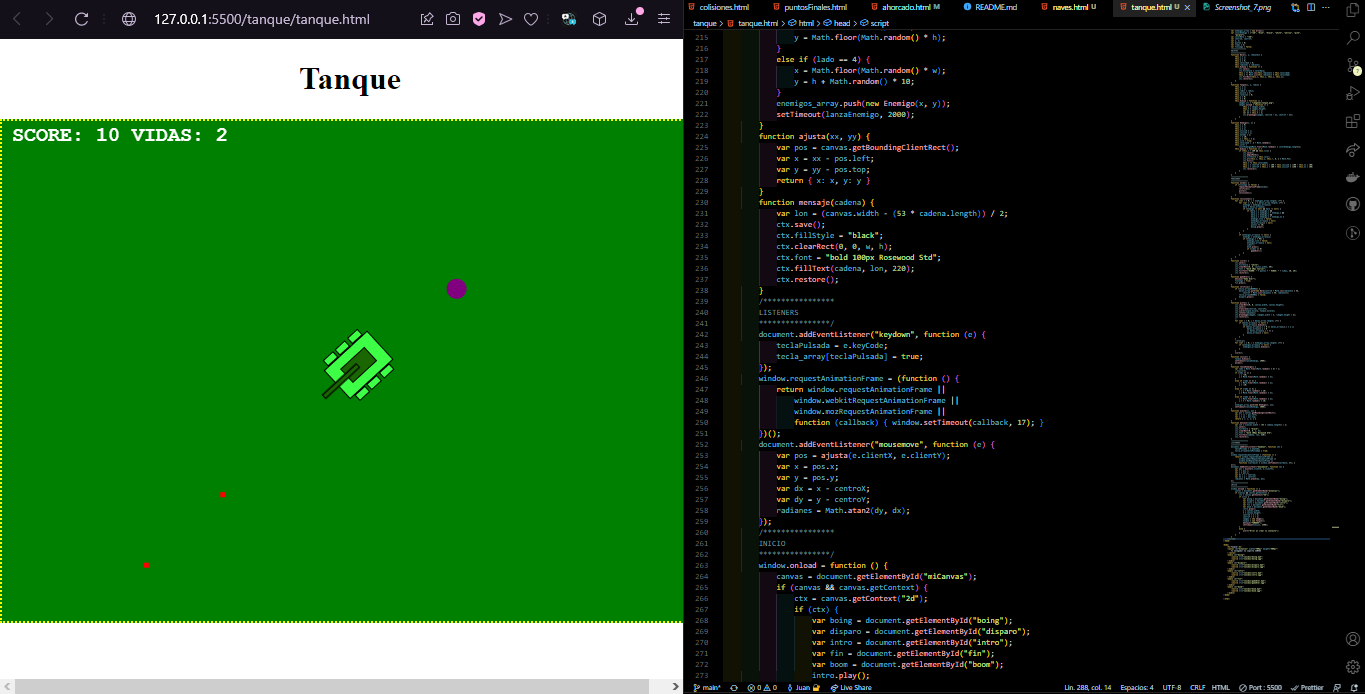 127.0.0.1:5500/tanque/tanque.html
Tanque
SCORE: 10 VIDAS: 2
colisiones.html
puntosFinales.html
ahorcado.html M
README.md
naves.html U
tanque.html U
Screenshot_7.png
tanque > tanque.html > html > head > script
215 y = Math.floor(Math.random() * h);
216 }
217 else if (lado == 4) {
218 x = Math.floor(Math.random() * w);
219 y = h + Math.random() * 10;
220 }
221 enemigos_array.push(new Enemigo(x, y));
222 setTimeout(lanzaEnemigo, 2000);
223 }
224 function ajusta(xx, yy) {
225 var pos = canvas.getBoundingClientRect();
226 var x = xx - pos.left;
227 var y = yy - pos.top;
228 return { x: x, y: y }
229 }
230 function mensaje(cadena) {
231 var lon = (canvas.width - (53 * cadena.length)) / 2;
232 ctx.save();
233 ctx.fillStyle = "black";
234 ctx.clearRect(0, 0, w, h);
235 ctx.font = "bold 100px Rosewood Std";
236 ctx.fillText(cadena, lon, 220);
237 ctx.restore();
238 }
239 /****************
240 LISTENERS
241 ****************/
242 document.addEventListener("keydown", function (e) {
243 teclaPulsada = e.keyCode;
244 tecla_array[teclaPulsada] = true;
245 });
246 window.requestAnimationFrame = (function () {
247 return window.requestAnimationFrame ||
248 window.webkitRequestAnimationFrame ||
249 window.mozRequestAnimationFrame ||
250 function (callback) { window.setTimeout(callback, 17); }
251 })();
252 document.addEventListener("mousemove", function (e) {
253 var pos = ajusta(e.clientX, e.clientY);
254 var x = pos.x;
255 var y = pos.y;
256 var dx = x - centroX;
257 var dy = y - centroY;
258 radianes = Math.atan2(dy, dx);
259 });
260 /****************
261 INICIO
262 ****************/
263 window.onload = function () {
264 canvas = document.getElementById("miCanvas");
265 if (canvas && canvas.getContext) {
266 ctx = canvas.getContext("2d");
267 if (ctx) {
268 var boing = document.getElementById("boing");
269 var disparo = document.getElementById("disparo");
270 var intro = document.getElementById("intro");
271 var fin = document.getElementById("fin");
272 var boom = document.getElementById("boom");
273 intro.play();
main* 0 0 Juan Live Share Lín. 288, col. 14 Espacios: 4 UTF-8 CRLF HTML Port : 5500 Prettier